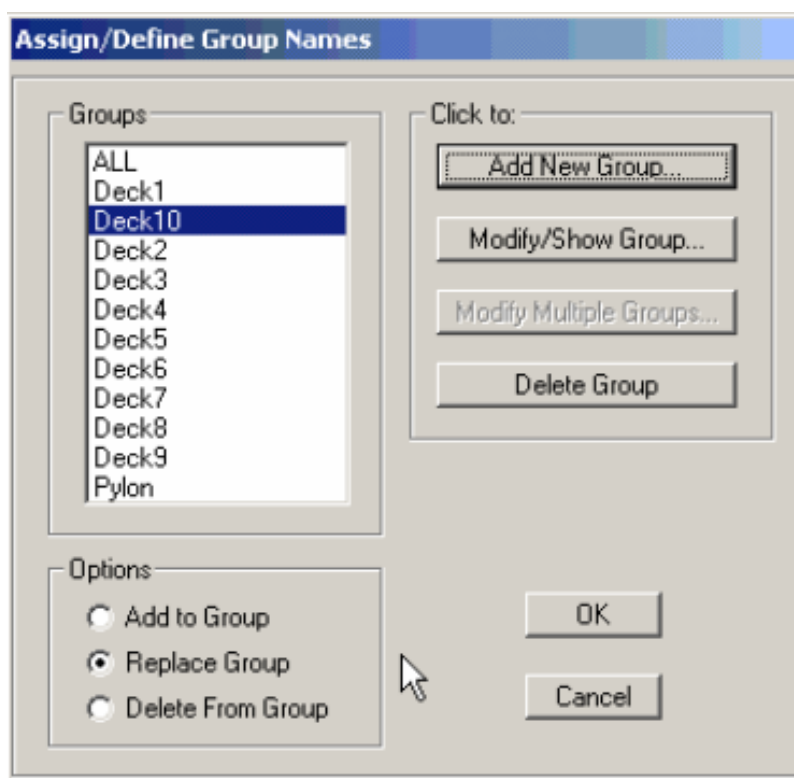 Assign/Define Group Names
Groups
ALL
Deck1
Deck10
Deck2
Deck3
Deck4
Deck5
Deck6
Deck7
Deck8
Deck9
Pylon
Click to:
Add New Group...
Modify/Show Group...
Modify Multiple Groups...
Delete Group
Options
Add to Group
Replace Group
Delete From Group
OK
Cancel